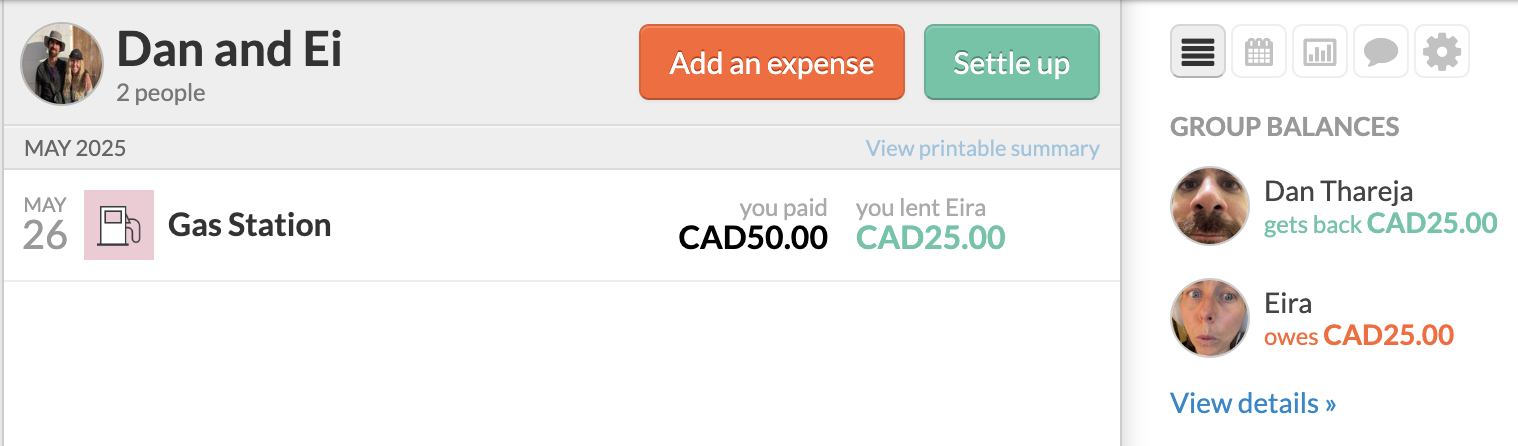 Dan and Ei
2 people
Add an expense
Settle up
MAY 2025
View printable summary
MAY
26
Gas Station
you paid
CAD50.00
you lent Eira
CAD25.00
GROUP BALANCES
Dan Thareja
gets back CAD25.00
Eira
owes CAD25.00
View details »